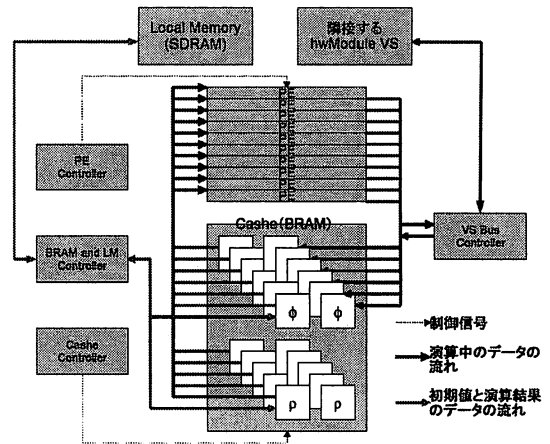 Local Memory
(SDRAM)
隣接する
hwModule VS
PE
Controller
Cashe(BRAM)
VS Bus
Controller
BRAM and LM
Controller
Φ Φ
Cashe
Controller
ρ ρ
制御信号
演算中のデータの
流れ
初期値と演算結果
のデータの流れ